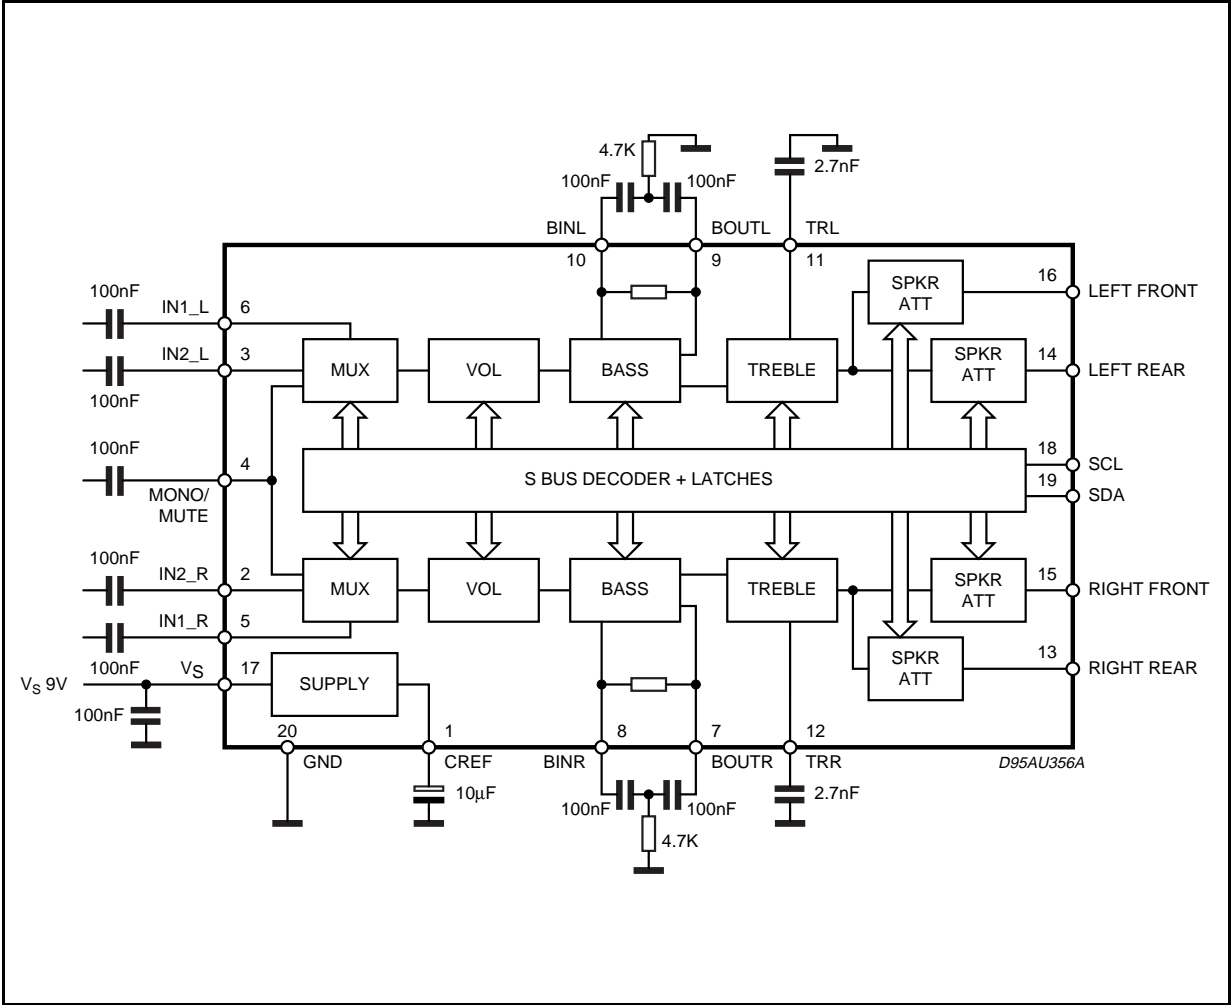 4.7K
2.7nF
100nF 100nF
BINL BOUTL TRL
10 9 11
16
SPKR
ATT
LEFT FRONT
100nF
IN1_L 6
IN2_L 3
100nF
MUX VOL BASS TREBLE
SPKR
ATT
14
LEFT REAR
100nF
4
MONO/
MUTE
S BUS DECODER + LATCHES
18
SCL
19
SDA
100nF
IN2_R 2
IN1_R 5
100nF
MUX VOL BASS TREBLE
SPKR
ATT
15
RIGHT FRONT
SPKR
ATT
13
RIGHT REAR
VS 9V
VS 17
SUPPLY
100nF
20 1 8 7 12
GND CREF BINR BOUTR TRR
D95AU356A
10µF
100nF 100nF
2.7nF
4.7K